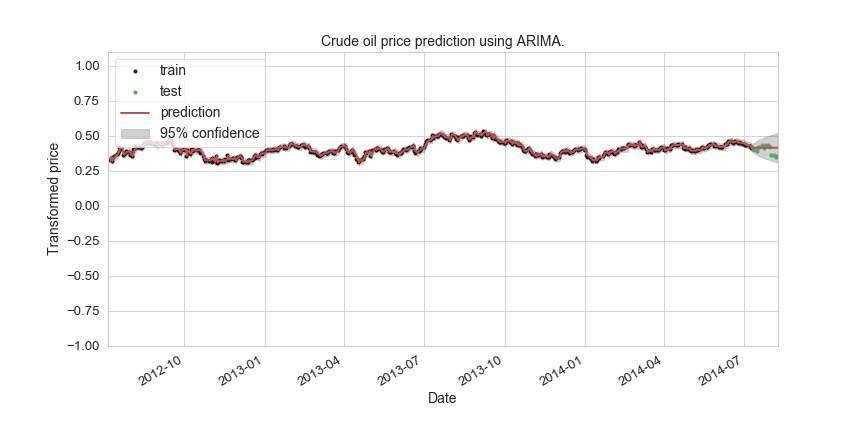 Crude oil price prediction using ARIMA.
train
test
prediction
95% confidence
1.00
0.75
0.50
0.25
0.00
−0.25
−0.50
−0.75
−1.00
Transformed price
2012-10
2013-01
2013-04
2013-07
2013-10
2014-01
2014-04
2014-07
Date